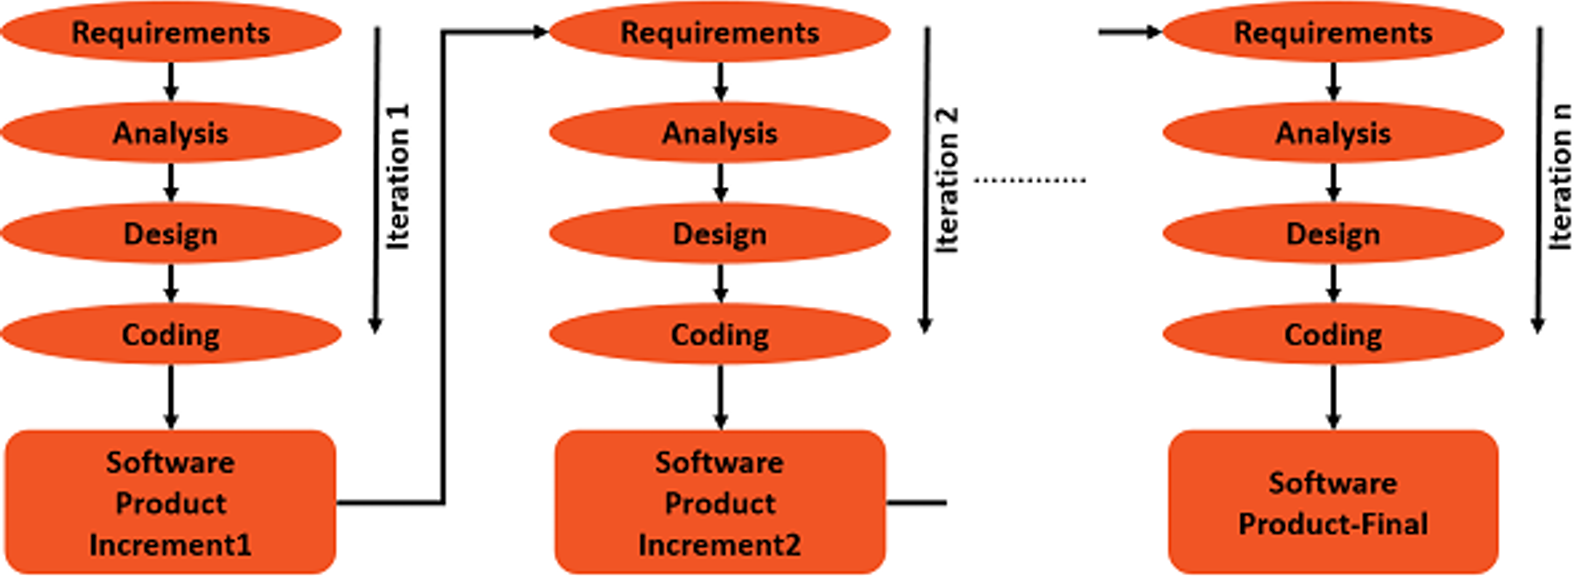 Requirements
Analysis
Design
Coding
Software
Product
Increment1
Iteration 1
Requirements
Analysis
Design
Coding
Software
Product
Increment2
Iteration 2
Requirements
Analysis
Design
Coding
Software
Product-Final
Iteration n